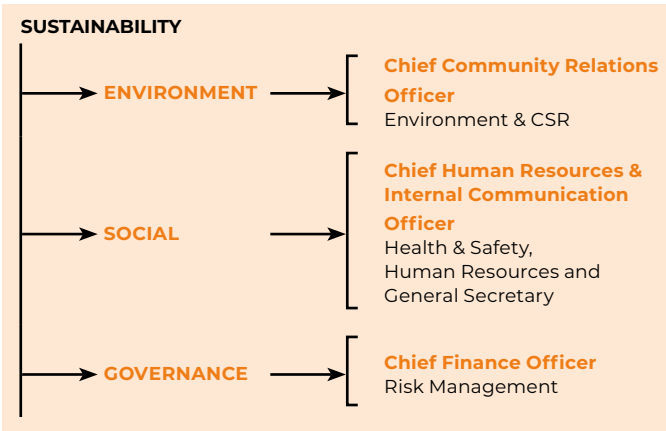 SUSTAINABILITY
ENVIRONMENT
Chief Community Relations
Officer
Environment & CSR
SOCIAL
Chief Human Resources &
Internal Communication
Officer
Health & Safety,
Human Resources and
General Secretary
GOVERNANCE
Chief Finance Officer
Risk Management